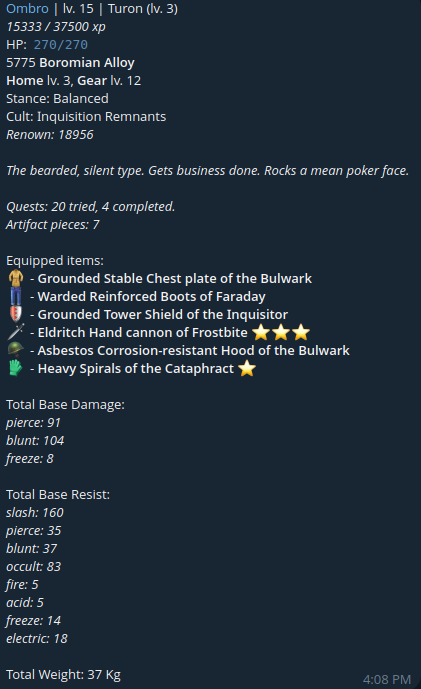 Ombro | lv. 15 | Turon (lv. 3)
15333 / 37500 xp
HP: 270/270
5775 Boromian Alloy
Home lv. 3, Gear lv. 12
Stance: Balanced
Cult: Inquisition Remnants
Renown: 18956
The bearded, silent type. Gets business done. Rocks a mean poker face.
Quests: 20 tried, 4 completed.
Artifact pieces: 7
Equipped items:
- Grounded Stable Chest plate of the Bulwark
- Warded Reinforced Boots of Faraday
- Grounded Tower Shield of the Inquisitor
- Eldritch Hand cannon of Frostbite ⭐⭐⭐
- Asbestos Corrosion-resistant Hood of the Bulwark
- Heavy Spirals of the Cataphract ⭐
Total Base Damage:
pierce: 91
blunt: 104
freeze: 8
Total Base Resist:
slash: 160
pierce: 35
blunt: 37
occult: 83
fire: 5
acid: 5
freeze: 14
electric: 18
Total Weight: 37 Kg
4:08 PM